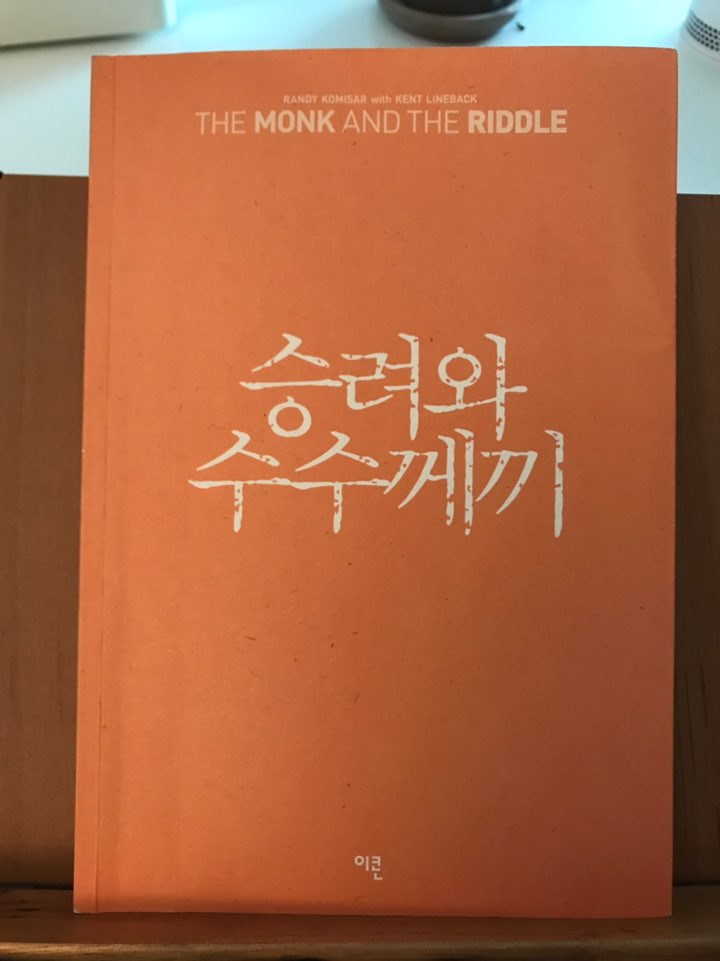 RANDY KOMISAR with KENT LINEBACK
THE MONK AND THE RIDDLE
승려와
수수께끼
이콘